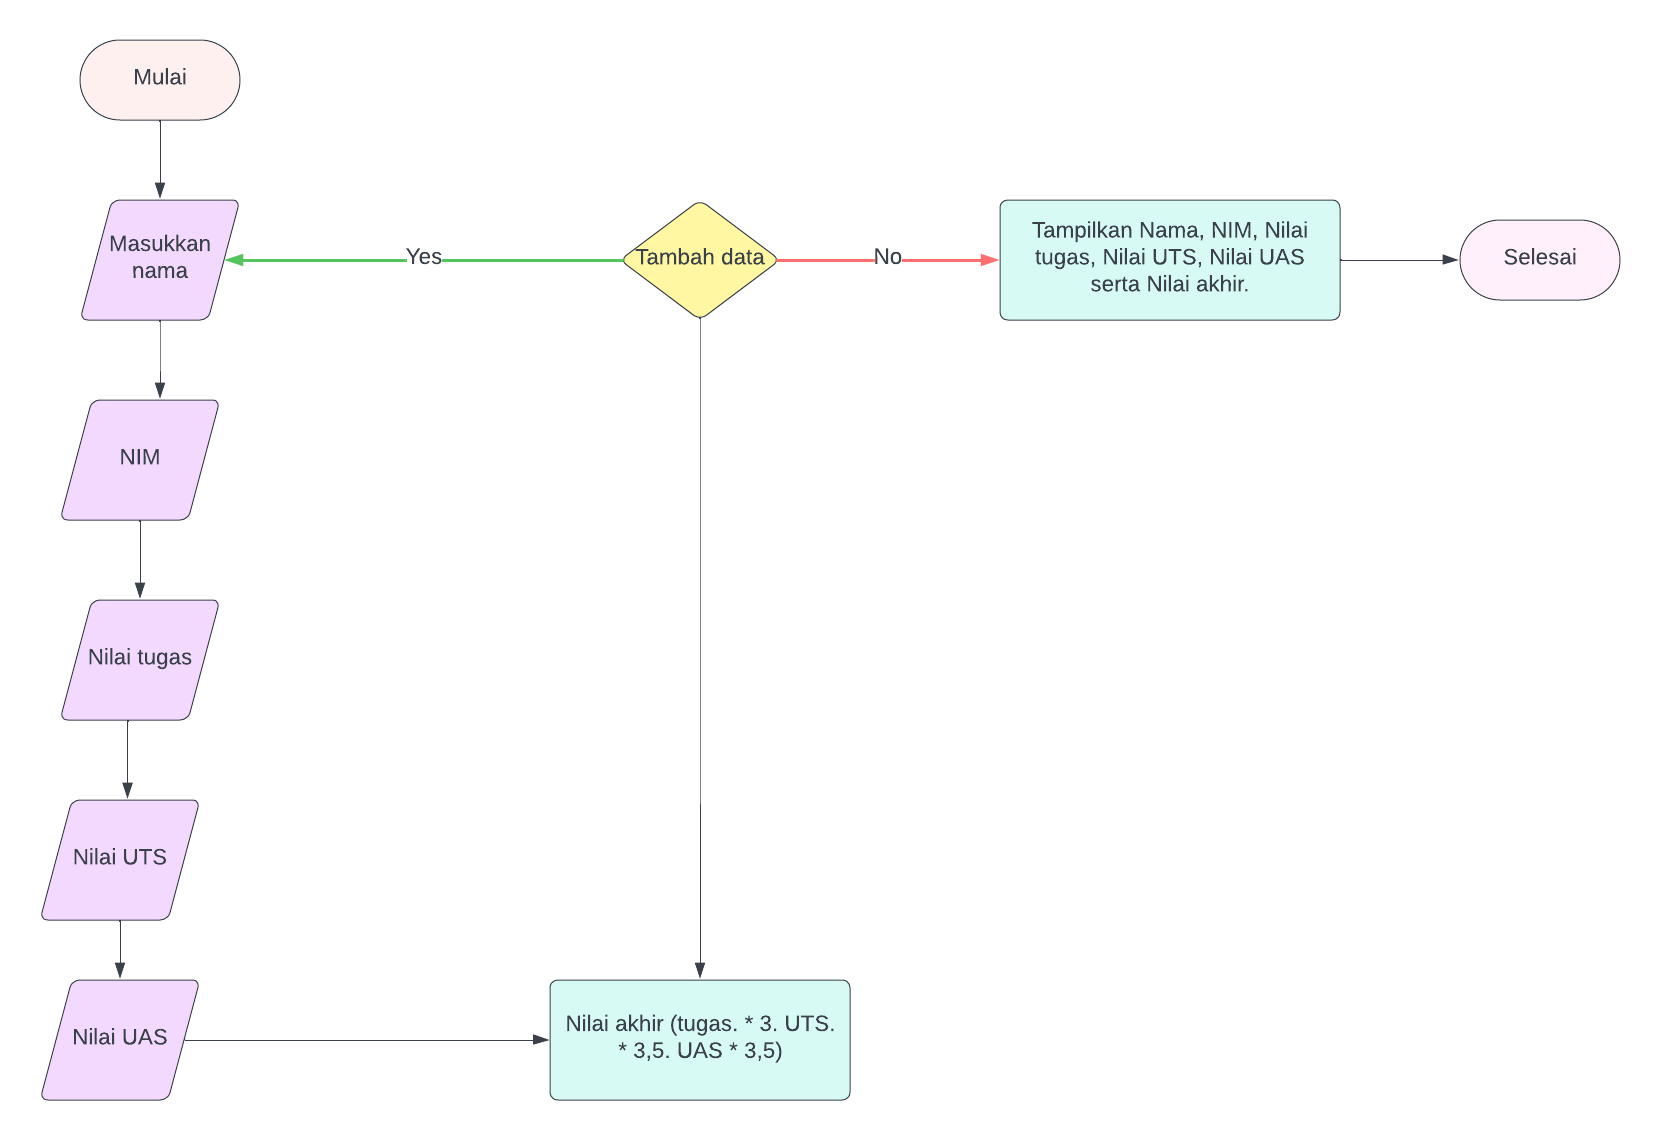 Mulai
Masukkan
nama
Yes
Tambah data
No
Tampilkan Nama, NIM, Nilai
tugas, Nilai UTS, Nilai UAS
serta Nilai akhir.
Selesai
NIM
Nilai tugas
Nilai UTS
Nilai UAS
Nilai akhir (tugas. * 3. UTS.
* 3,5. UAS * 3,5)